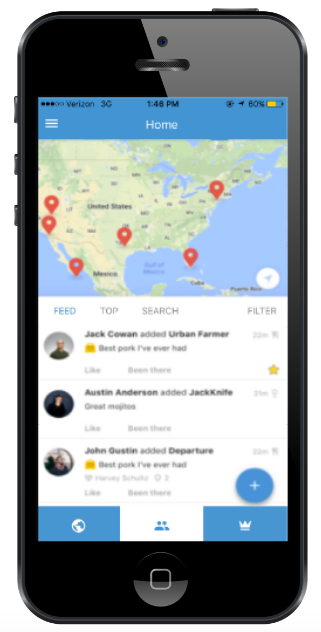 Verizon 3G 1:46 PM 60%
Home
United States
Mexico
Gulf of
Mexico
Cuba
Puerto Rico
FEED TOP SEARCH FILTER
Jack Cowan added Urban Farmer 22m
Best pork I've ever had
Like Been there
Austin Anderson added JackKnife 31m
Great mojitos
Like Been there
John Gustin added Departure 22m
Best pork I've ever had
Harvey Schultz 2
Like Been there